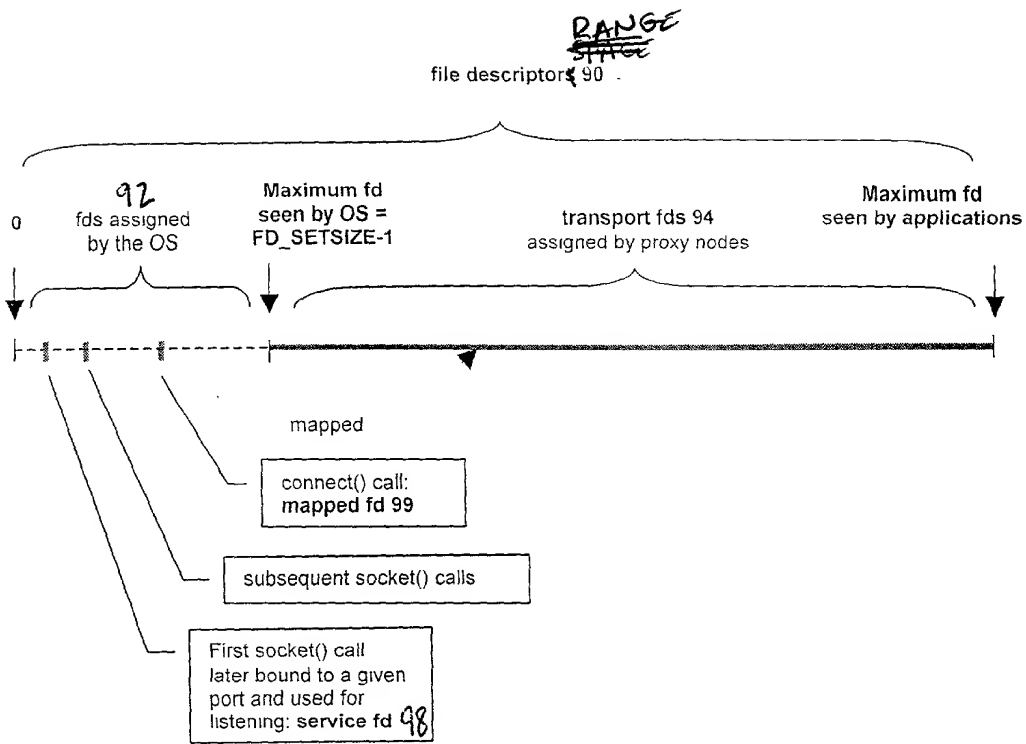 RANGE
file descriptors 90
0
92
fds assigned
by the OS
Maximum fd
seen by OS =
FD_SETSIZE-1
transport fds 94
assigned by proxy nodes
Maximum fd
seen by applications
mapped
connect() call:
mapped fd 99
subsequent socket() calls
First socket() call
later bound to a given
port and used for
listening: service fd 98